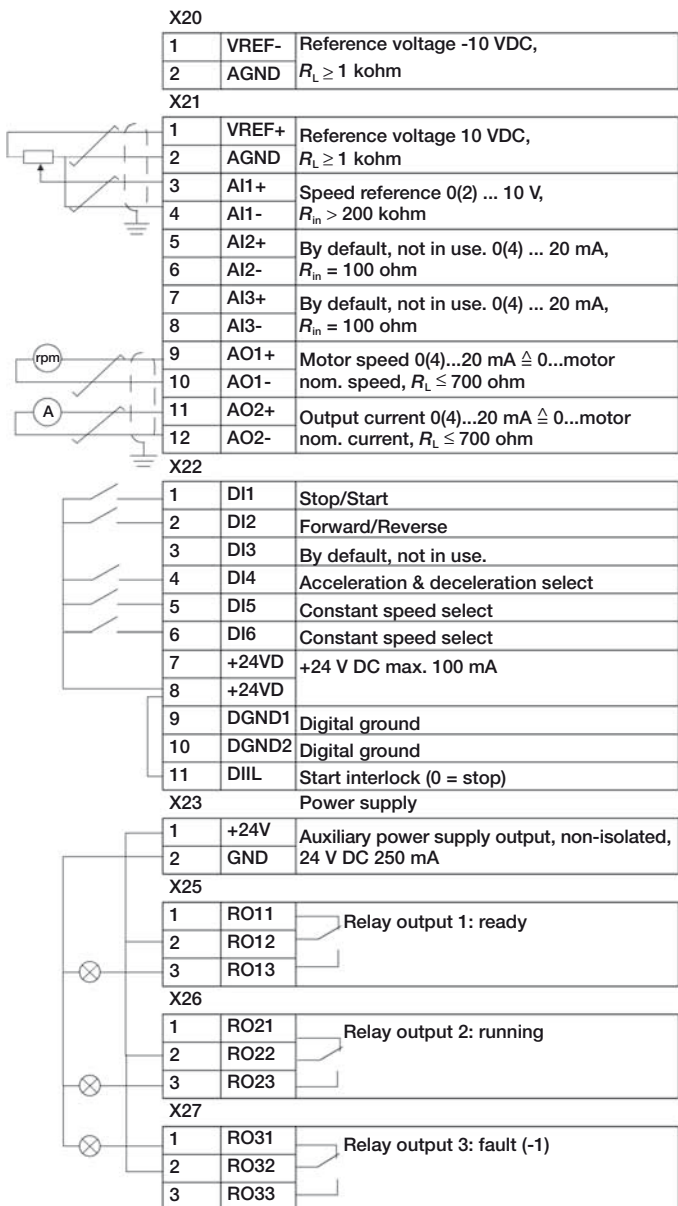 X20
1 VREF- Reference voltage -10 VDC,
2 AGND R_L ≥ 1 kohm
X21
1 VREF+ Reference voltage 10 VDC,
2 AGND R_L ≥ 1 kohm
3 AI1+ Speed reference 0(2) ... 10 V,
4 AI1- R_in > 200 kohm
5 AI2+ By default, not in use. 0(4) ... 20 mA,
6 AI2- R_in = 100 ohm
7 AI3+ By default, not in use. 0(4) ... 20 mA,
8 AI3- R_in = 100 ohm
rpm 9 AO1+ Motor speed 0(4)...20 mA ≙ 0...motor
10 AO1- nom. speed, R_L ≤ 700 ohm
A 11 AO2+ Output current 0(4)...20 mA ≙ 0...motor
12 AO2- nom. current, R_L ≤ 700 ohm
X22
1 DI1 Stop/Start
2 DI2 Forward/Reverse
3 DI3 By default, not in use.
4 DI4 Acceleration & deceleration select
5 DI5 Constant speed select
6 DI6 Constant speed select
7 +24VD +24 V DC max. 100 mA
8 +24VD
9 DGND1 Digital ground
10 DGND2 Digital ground
11 DIIL Start interlock (0 = stop)
X23 Power supply
1 +24V Auxiliary power supply output, non-isolated,
2 GND 24 V DC 250 mA
X25
1 RO11 Relay output 1: ready
2 RO12
3 RO13
X26
1 RO21 Relay output 2: running
2 RO22
3 RO23
X27
1 RO31 Relay output 3: fault (-1)
2 RO32
3 RO33